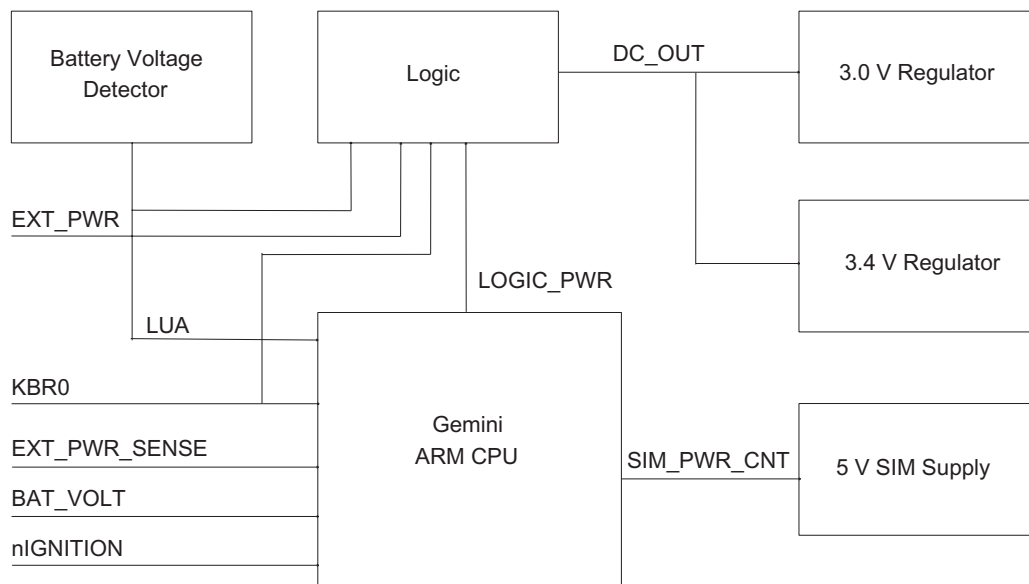 Battery Voltage
Detector
Logic
DC_OUT
3.0 V Regulator
EXT_PWR
3.4 V Regulator
LOGIC_PWR
LUA
KBR0
Gemini
ARM CPU
EXT_PWR_SENSE
SIM_PWR_CNT
5 V SIM Supply
BAT_VOLT
nIGNITION